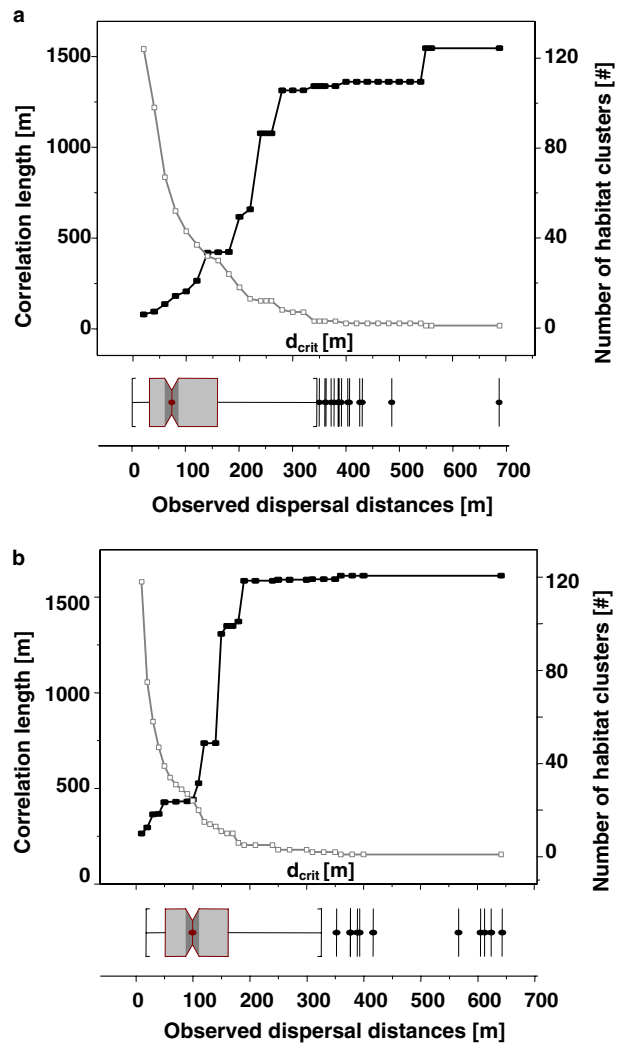 a
1500
1000
500
0
Correlation length [m]
120
80
40
0
Number of habitat clusters [#]
d_crit [m]
0 100 200 300 400 500 600 700
Observed dispersal distances [m]
b
1500
1000
500
0
Correlation length [m]
120
80
40
0
Number of habitat clusters [#]
d_crit [m]
0 100 200 300 400 500 600 700
Observed dispersal distances [m]